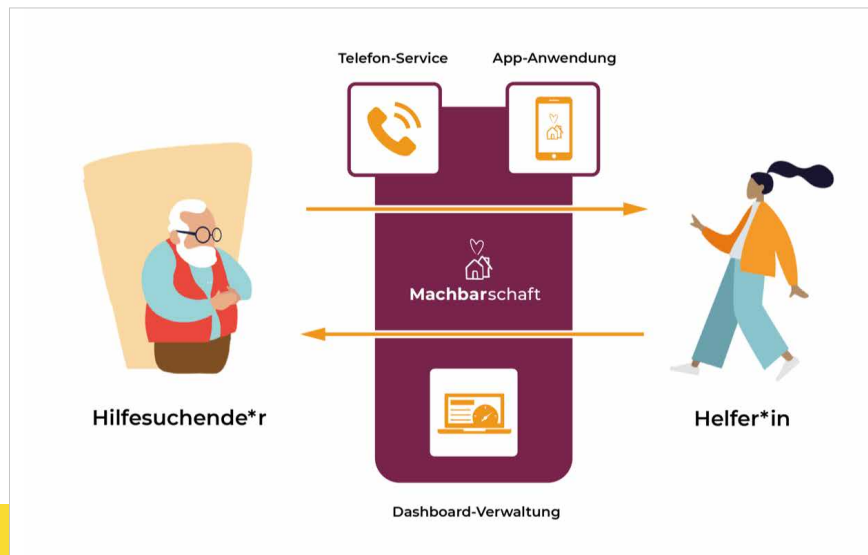 Telefon-Service
App-Anwendung
Machbarschaft
Hilfesuchende*r
Helfer*in
Dashboard-Verwaltung